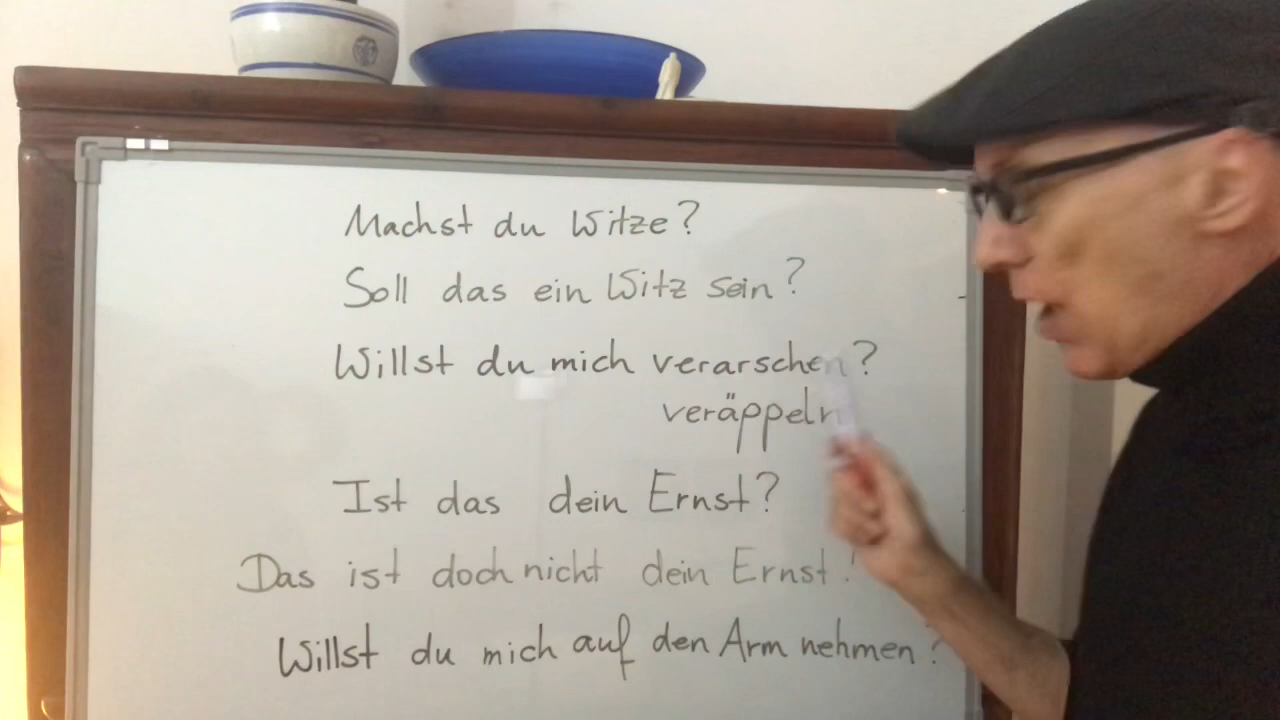 Machst du Witze?
Soll das ein Witz sein?
Willst du mich verarschen?
veräppeln
Ist das dein Ernst?
Das ist doch nicht dein Ernst!
Willst du mich auf den Arm nehmen?